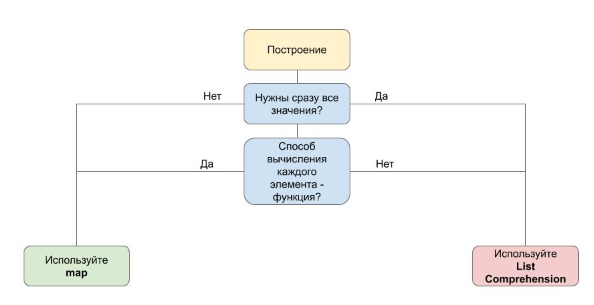 Построение
Нет
Нужны сразу все
значения?
Да
Да
Способ
вычисления
каждого
элемента -
функция?
Нет
Используйте
map
Используйте
List
Comprehension